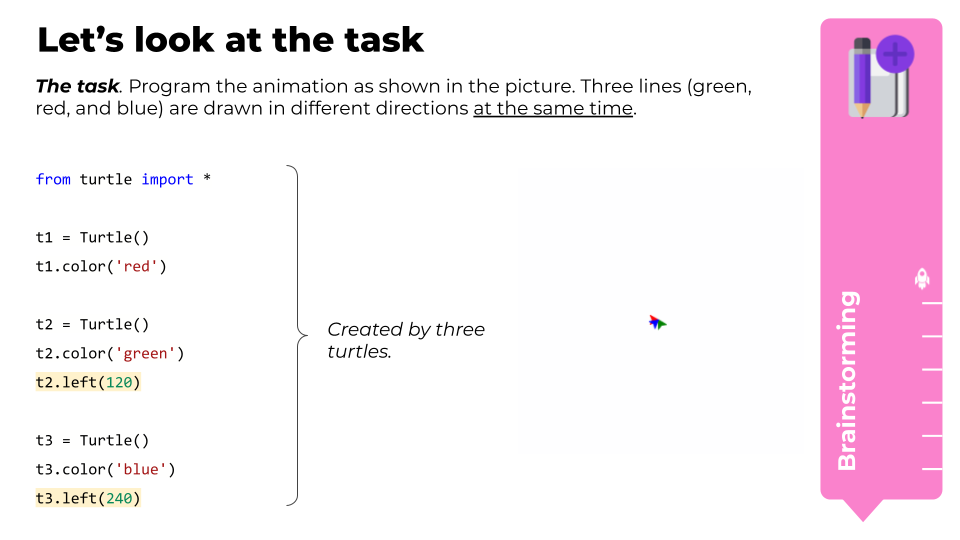 Let’s look at the task
The task. Program the animation as shown in the picture. Three lines (green,
red, and blue) are drawn in different directions at the same time.
from turtle import *
t1 = Turtle()
t1.color('red')
t2 = Turtle()
t2.color('green')
t2.left(120)
t3 = Turtle()
t3.color('blue')
t3.left(240)
Created by three
turtles.
Brainstorming